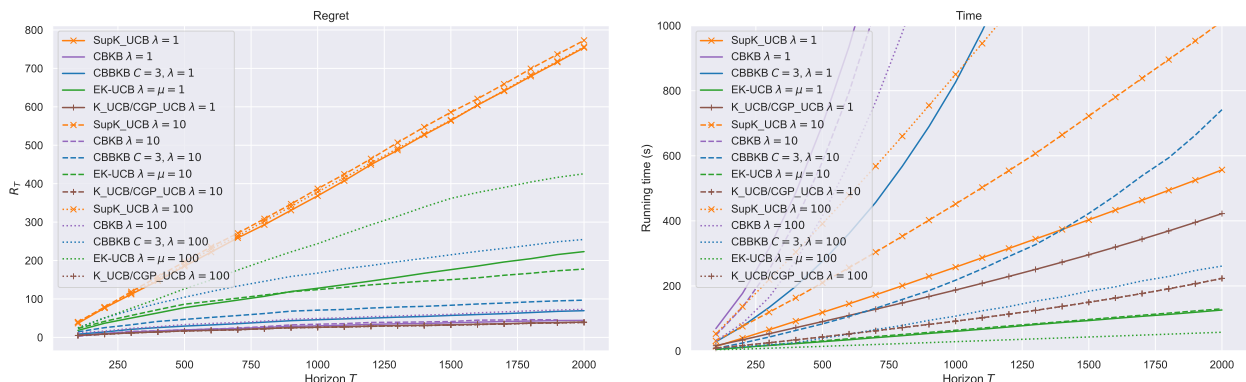 Regret
800
700
600
500
400
300
200
100
0
R_T
SupK_UCB λ = 1
CBKB λ = 1
CBBKB C = 3, λ = 1
EK-UCB λ = μ = 1
K_UCB/CGP_UCB λ = 1
SupK_UCB λ = 10
CBKB λ = 10
CBBKB C = 3, λ = 10
EK-UCB λ = μ = 10
K_UCB/CGP_UCB λ = 10
SupK_UCB λ = 100
CBKB λ = 100
CBBKB C = 3, λ = 100
EK-UCB λ = μ = 100
K_UCB/CGP_UCB λ = 100
250 500 750 1000 1250 1500 1750 2000
Horizon T
Time
1000
800
600
400
200
0
Running time (s)
SupK_UCB λ = 1
CBKB λ = 1
CBBKB C = 3, λ = 1
EK-UCB λ = μ = 1
K_UCB/CGP_UCB λ = 1
SupK_UCB λ = 10
CBKB λ = 10
CBBKB C = 3, λ = 10
EK-UCB λ = μ = 10
K_UCB/CGP_UCB λ = 10
SupK_UCB λ = 100
CBKB λ = 100
CBBKB C = 3, λ = 100
EK-UCB λ = μ = 100
K_UCB/CGP_UCB λ = 100
250 500 750 1000 1250 1500 1750 2000
Horizon T